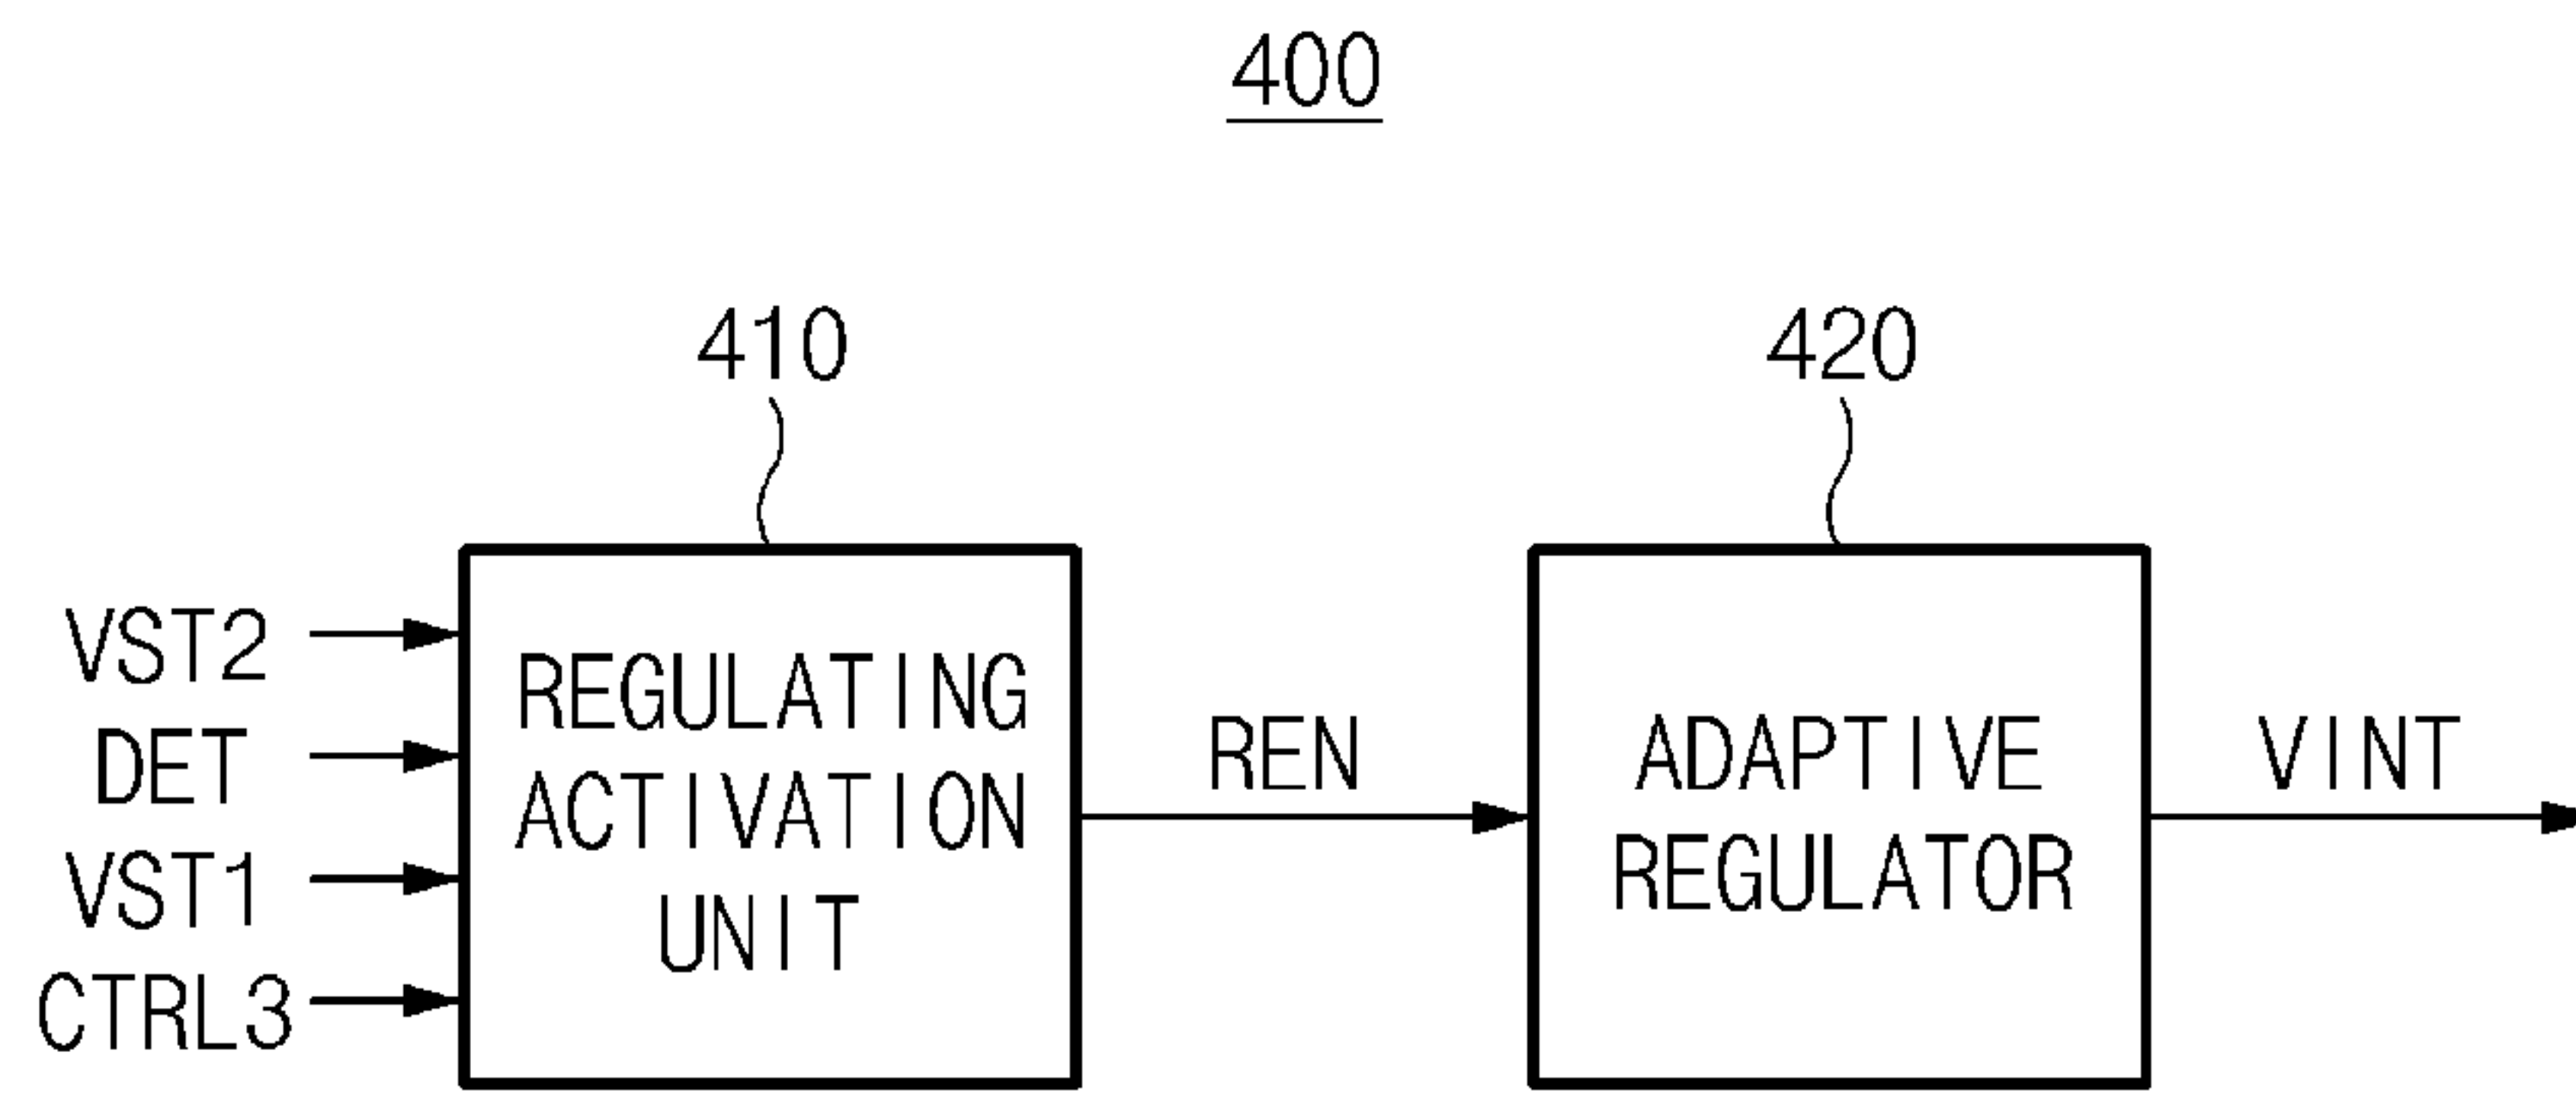 400
410
420
VST2
DET
VST1
CTRL3
REGULATING
ACTIVATION
UNIT
REN
ADAPTIVE
REGULATOR
VINT